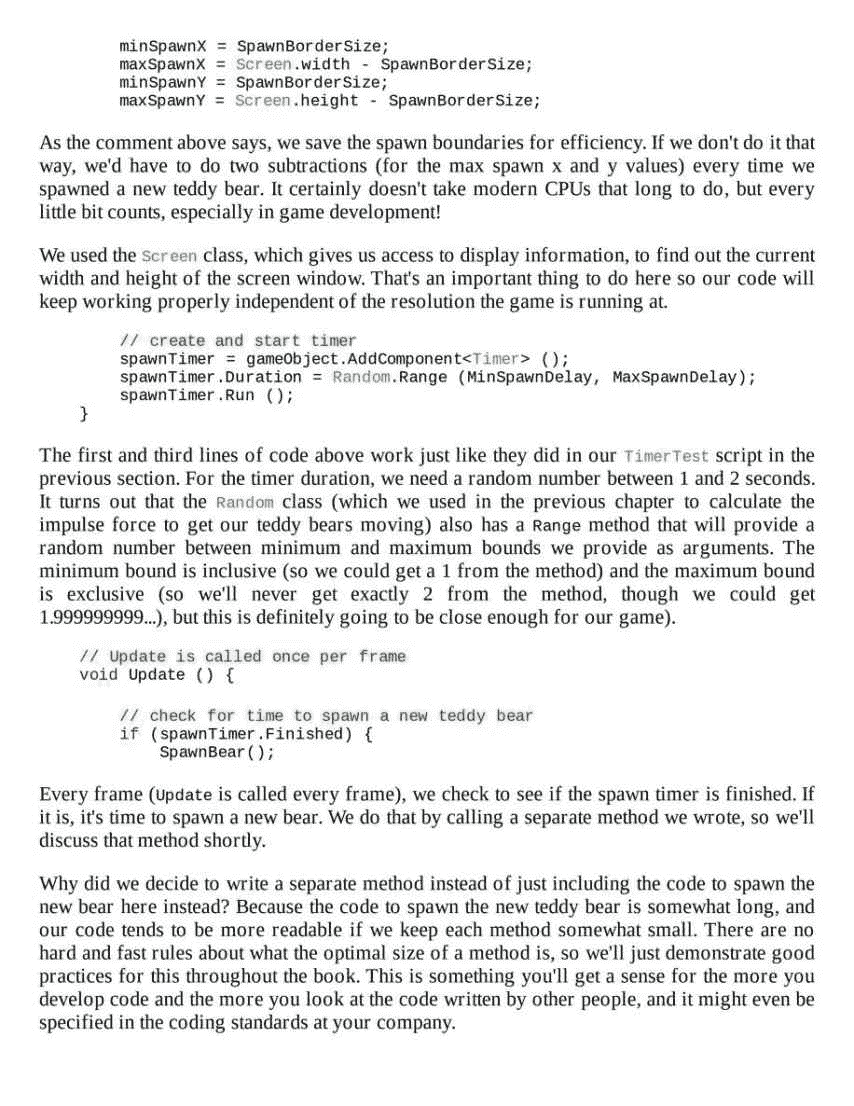 minSpawnX = SpawnBorderSize;
maxSpawnX = Screen.width - SpawnBorderSize;
minSpawnY = SpawnBorderSize;
maxSpawnY = Screen.height - SpawnBorderSize;
As the comment above says, we save the spawn boundaries for efficiency. If we don't do it that
way, we'd have to do two subtractions (for the max spawn x and y values) every time we
spawned a new teddy bear. It certainly doesn't take modern CPUs that long to do, but every
little bit counts, especially in game development!
We used the Screen class, which gives us access to display information, to find out the current
width and height of the screen window. That's an important thing to do here so our code will
keep working properly independent of the resolution the game is running at.
// create and start timer
spawnTimer = gameObject.AddComponent<Timer> ();
spawnTimer.Duration = Random.Range (MinSpawnDelay, MaxSpawnDelay);
spawnTimer.Run ();
}
The first and third lines of code above work just like they did in our TimerTest script in the
previous section. For the timer duration, we need a random number between 1 and 2 seconds.
It turns out that the Random class (which we used in the previous chapter to calculate the
impulse force to get our teddy bears moving) also has a Range method that will provide a
random number between minimum and maximum bounds we provide as arguments. The
minimum bound is inclusive (so we could get a 1 from the method) and the maximum bound
is exclusive (so we'll never get exactly 2 from the method, though we could get
1.999999999...), but this is definitely going to be close enough for our game).
// Update is called once per frame
void Update () {
// check for time to spawn a new teddy bear
if (spawnTimer.Finished) {
SpawnBear();
Every frame (Update is called every frame), we check to see if the spawn timer is finished. If
it is, it's time to spawn a new bear. We do that by calling a separate method we wrote, so we'll
discuss that method shortly.
Why did we decide to write a separate method instead of just including the code to spawn the
new bear here instead? Because the code to spawn the new teddy bear is somewhat long, and
our code tends to be more readable if we keep each method somewhat small. There are no
hard and fast rules about what the optimal size of a method is, so we'll just demonstrate good
practices for this throughout the book. This is something you'll get a sense for the more you
develop code and the more you look at the code written by other people, and it might even be
specified in the coding standards at your company.